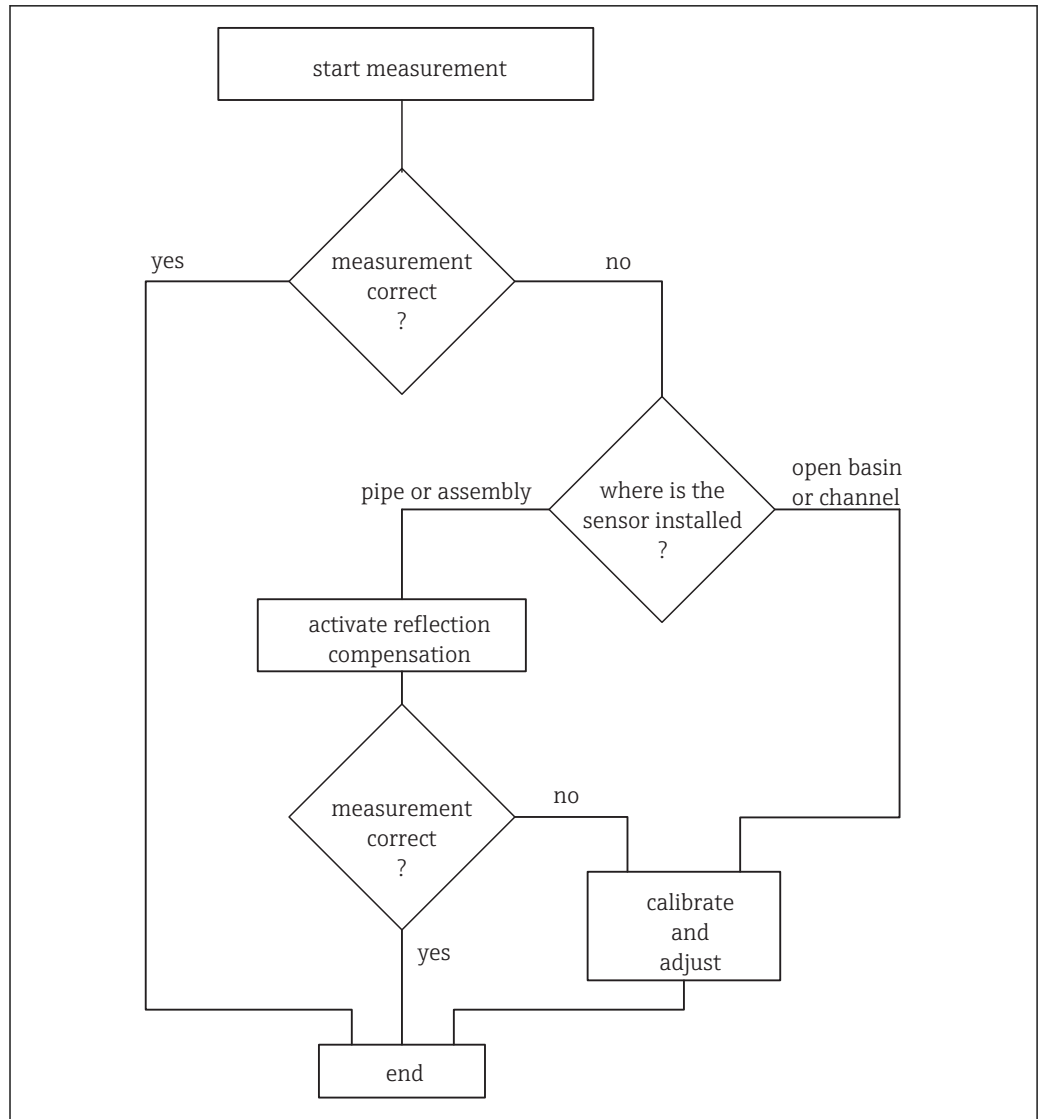 start measurement
yes
measurement
correct
?
no
pipe or assembly
where is the
sensor installed
?
open basin
or channel
activate reflection
compensation
measurement
correct
?
no
yes
calibrate
and
adjust
end